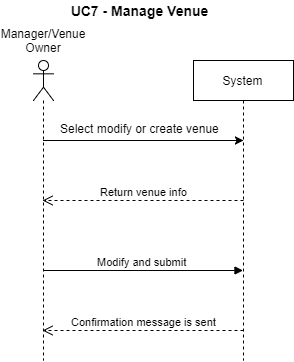 UC7 - Manage Venue
Manager/Venue
Owner
System
Select modify or create venue
Return venue info
Modify and submit
Confirmation message is sent